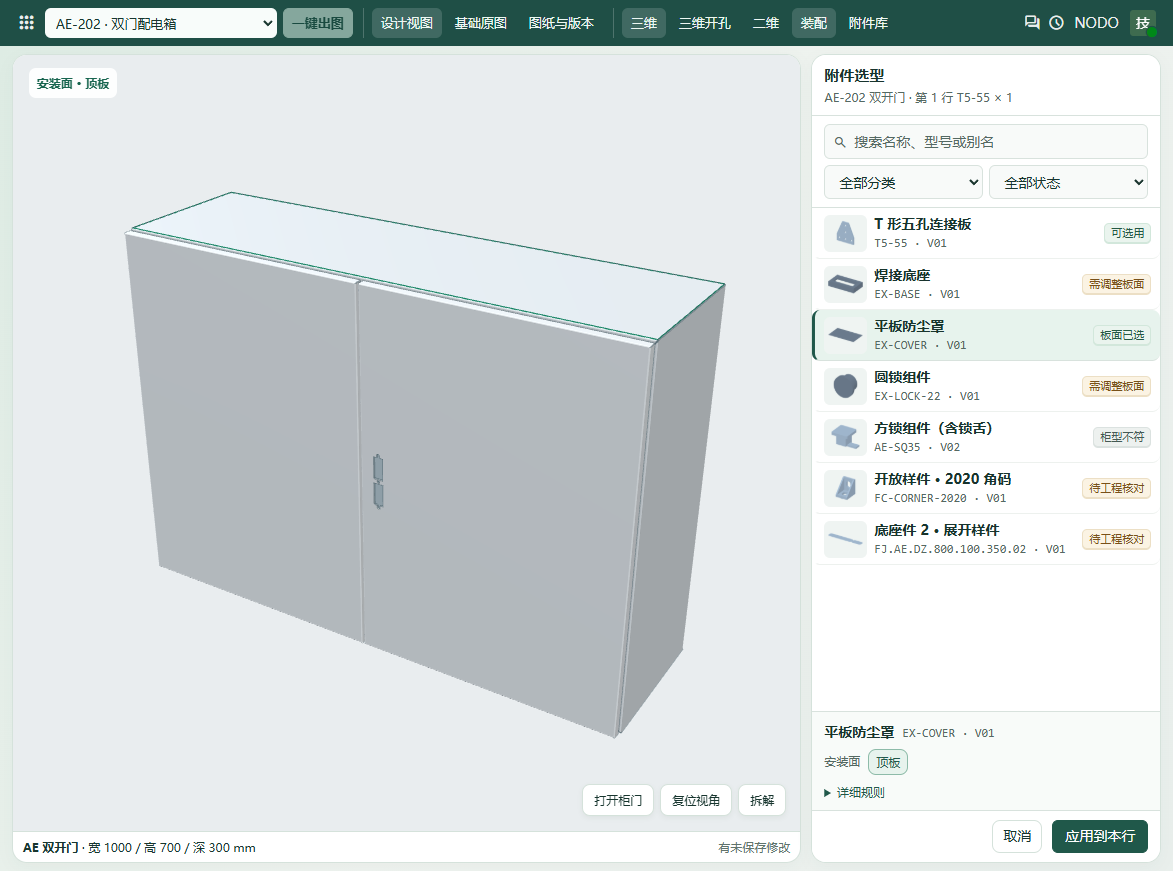 AE-202 · 双门配电箱 一键出图 设计视图 基础原图 图纸与版本 三维 三维开孔 二维 装配 附件库 NODO 技
安装面 • 顶板
打开柜门 复位视角 拆解
AE 双开门 · 宽 1000 / 高 700 / 深 300 mm 有未保存修改
附件选型
AE-202 双开门 · 第 1 行 T5-55 × 1
搜索名称、型号或别名
全部分类 全部状态
T 形五孔连接板
T5-55 · V01 可选用
焊接底座
EX-BASE · V01 需调整板面
平板防尘罩
EX-COVER · V01 板面已选
圆锁组件
EX-LOCK-22 · V01 需调整板面
方锁组件（含锁舌）
AE-SQ35 · V02 柜型不符
开放样件 • 2020 角码
FC-CORNER-2020 · V01 待工程核对
底座件 2 • 展开样件
FJ.AE.DZ.800.100.350.02 · V01 待工程核对
平板防尘罩 EX-COVER · V01
安装面 顶板
详细规则
取消 应用到本行